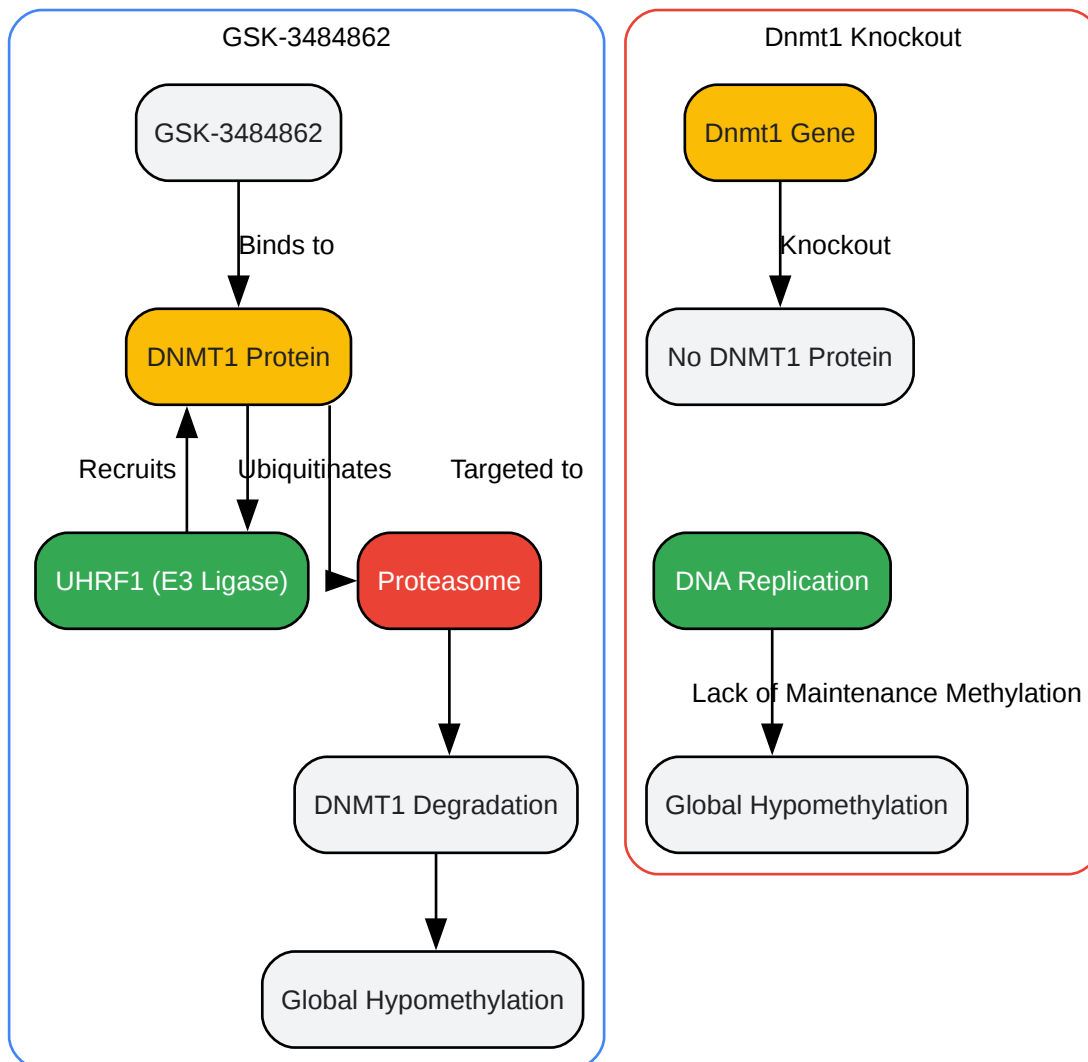 GSK-3484862
GSK-3484862
Binds to
DNMT1 Protein
Recruits
Ubiquitinates
Targeted to
UHRF1 (E3 Ligase)
Proteasome
DNMT1 Degradation
Global Hypomethylation
Dnmt1 Knockout
Dnmt1 Gene
Knockout
No DNMT1 Protein
DNA Replication
Lack of Maintenance Methylation
Global Hypomethylation